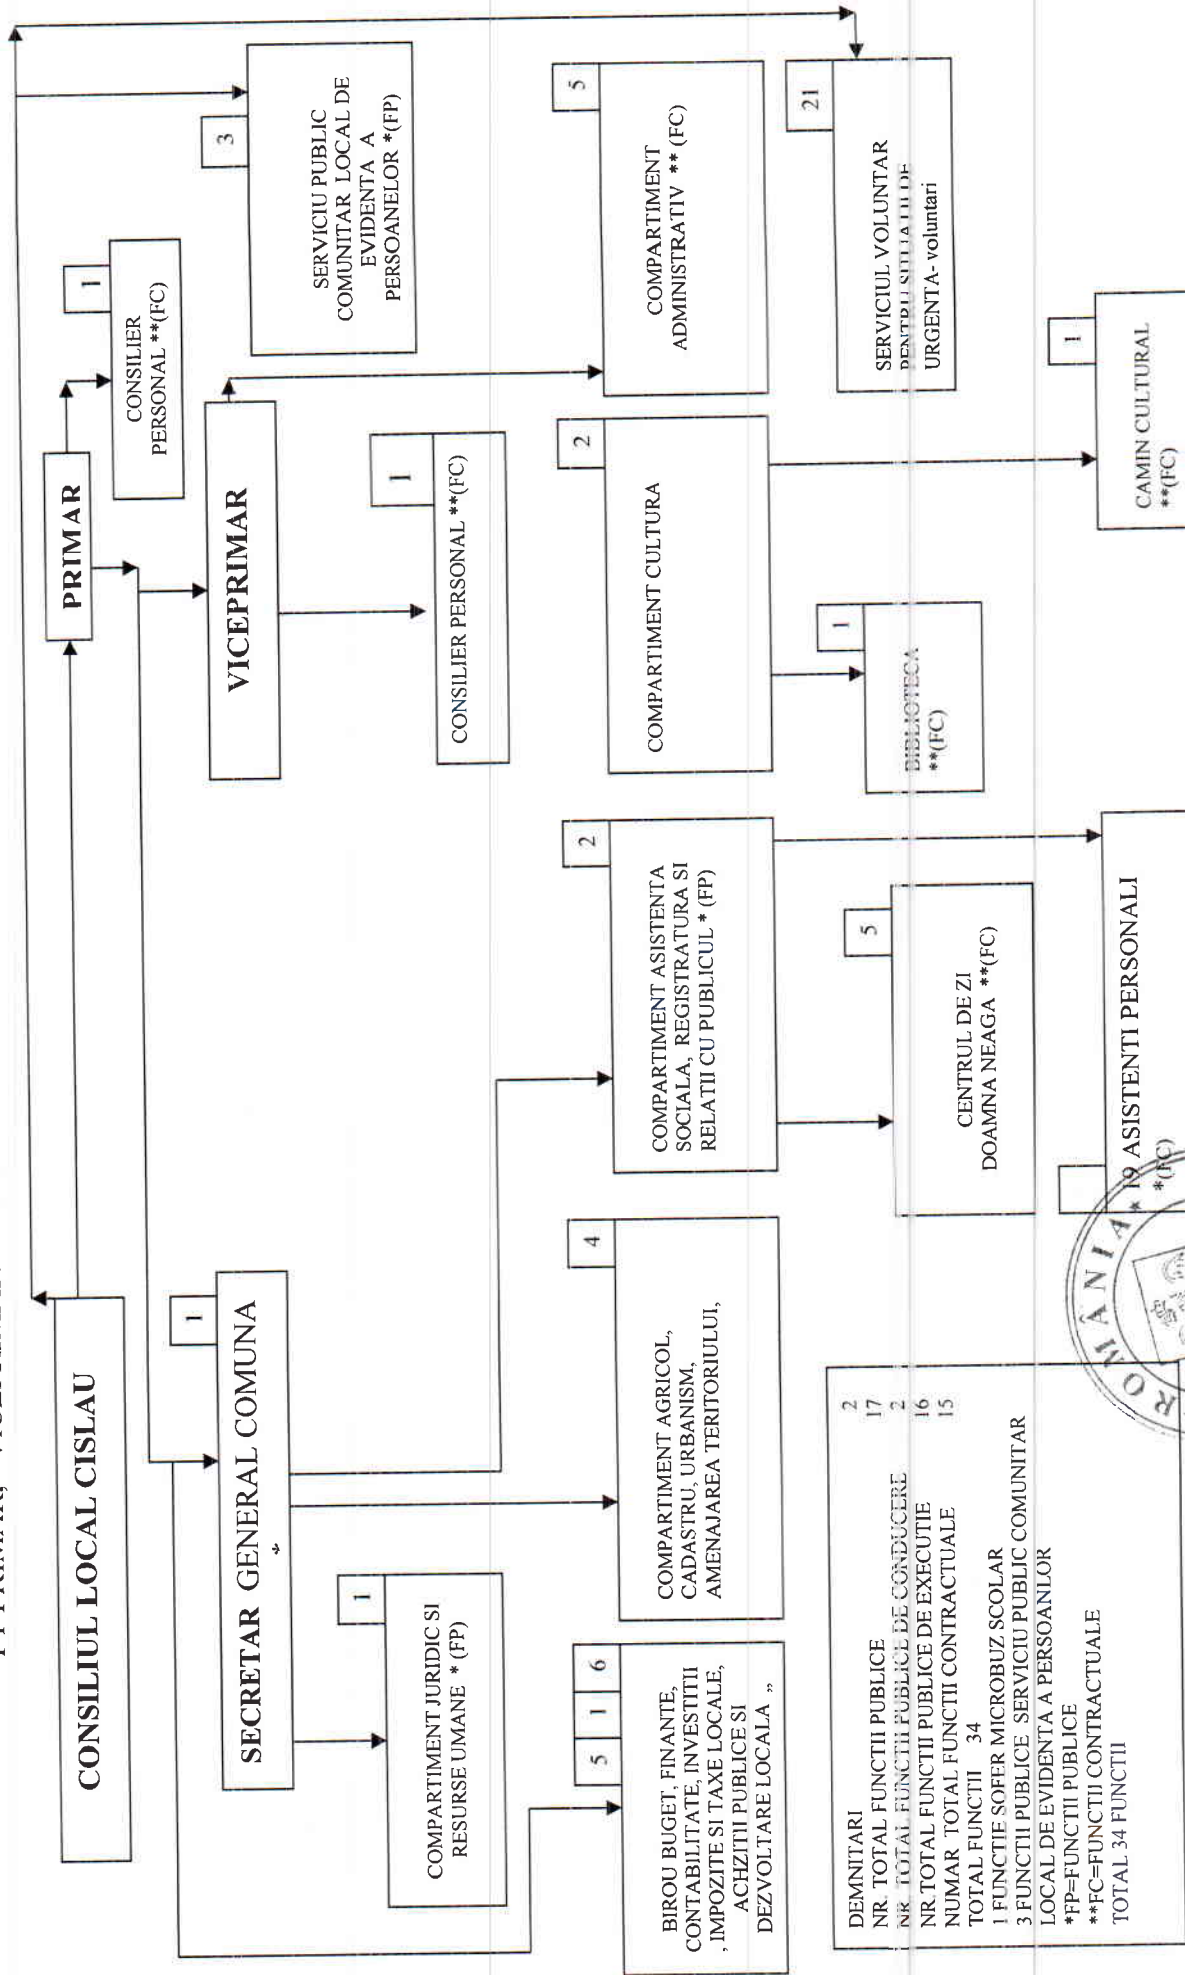 CONSILIUL LOCAL CISLAU
PRIMAR
1
CONSILIER
PERSONAL **(FC)
3
SERVICIU PUBLIC
COMUNITAR LOCAL DE
EVIDENTA A
PERSOANELOR *(FP)
1
SECRETAR GENERAL COMUNA
*
VICEPRIMAR
1
COMPARTIMENT JURIDIC SI
RESURSE UMANE * (FP)
1
CONSILIER PERSONAL **(FC)
5 1 6
BIROU BUGET, FINANTE,
CONTABILITATE, INVESTITII
, IMPOZITE SI TAXE LOCALE,
ACHZITII PUBLICE SI
DEZVOLTARE LOCALA ,,
4
COMPARTIMENT AGRICOL,
CADASTRU, URBANISM,
AMENAJAREA TERITORIULUI,
2
COMPARTIMENT ASISTENTA
SOCIALA, REGISTRATURA SI
RELATII CU PUBLICUL * (FP)
2
COMPARTIMENT CULTURA
5
COMPARTIMENT
ADMINISTRATIV ** (FC)
5
CENTRUL DE ZI
DOAMNA NEAGA **(FC)
1
BIBLIOTECA
**(FC)
21
SERVICIUL VOLUNTAR
PENTRU SITUATII DE
URGENTA- voluntari
19 ASISTENTI PERSONALI
*(FC)
1
CAMIN CULTURAL
**(FC)
DEMNITARI 2
NR. TOTAL FUNCTII PUBLICE 17
NR. TOTAL FUNCTII PUBLICE DE CONDUCERE 2
NR.TOTAL FUNCTII PUBLICE DE EXECUTIE 16
NUMAR TOTAL FUNCTII CONTRACTUALE 15
TOTAL FUNCTII 34
1 FUNCTIE SOFER MICROBUZ SCOLAR
3 FUNCTII PUBLICE SERVICIU PUBLIC COMUNITAR
LOCAL DE EVIDENTA A PERSOANLOR
*FP=FUNCTII PUBLICE
**FC=FUNCTII CONTRACTUALE
TOTAL 34 FUNCTII
ROMÂNIA *